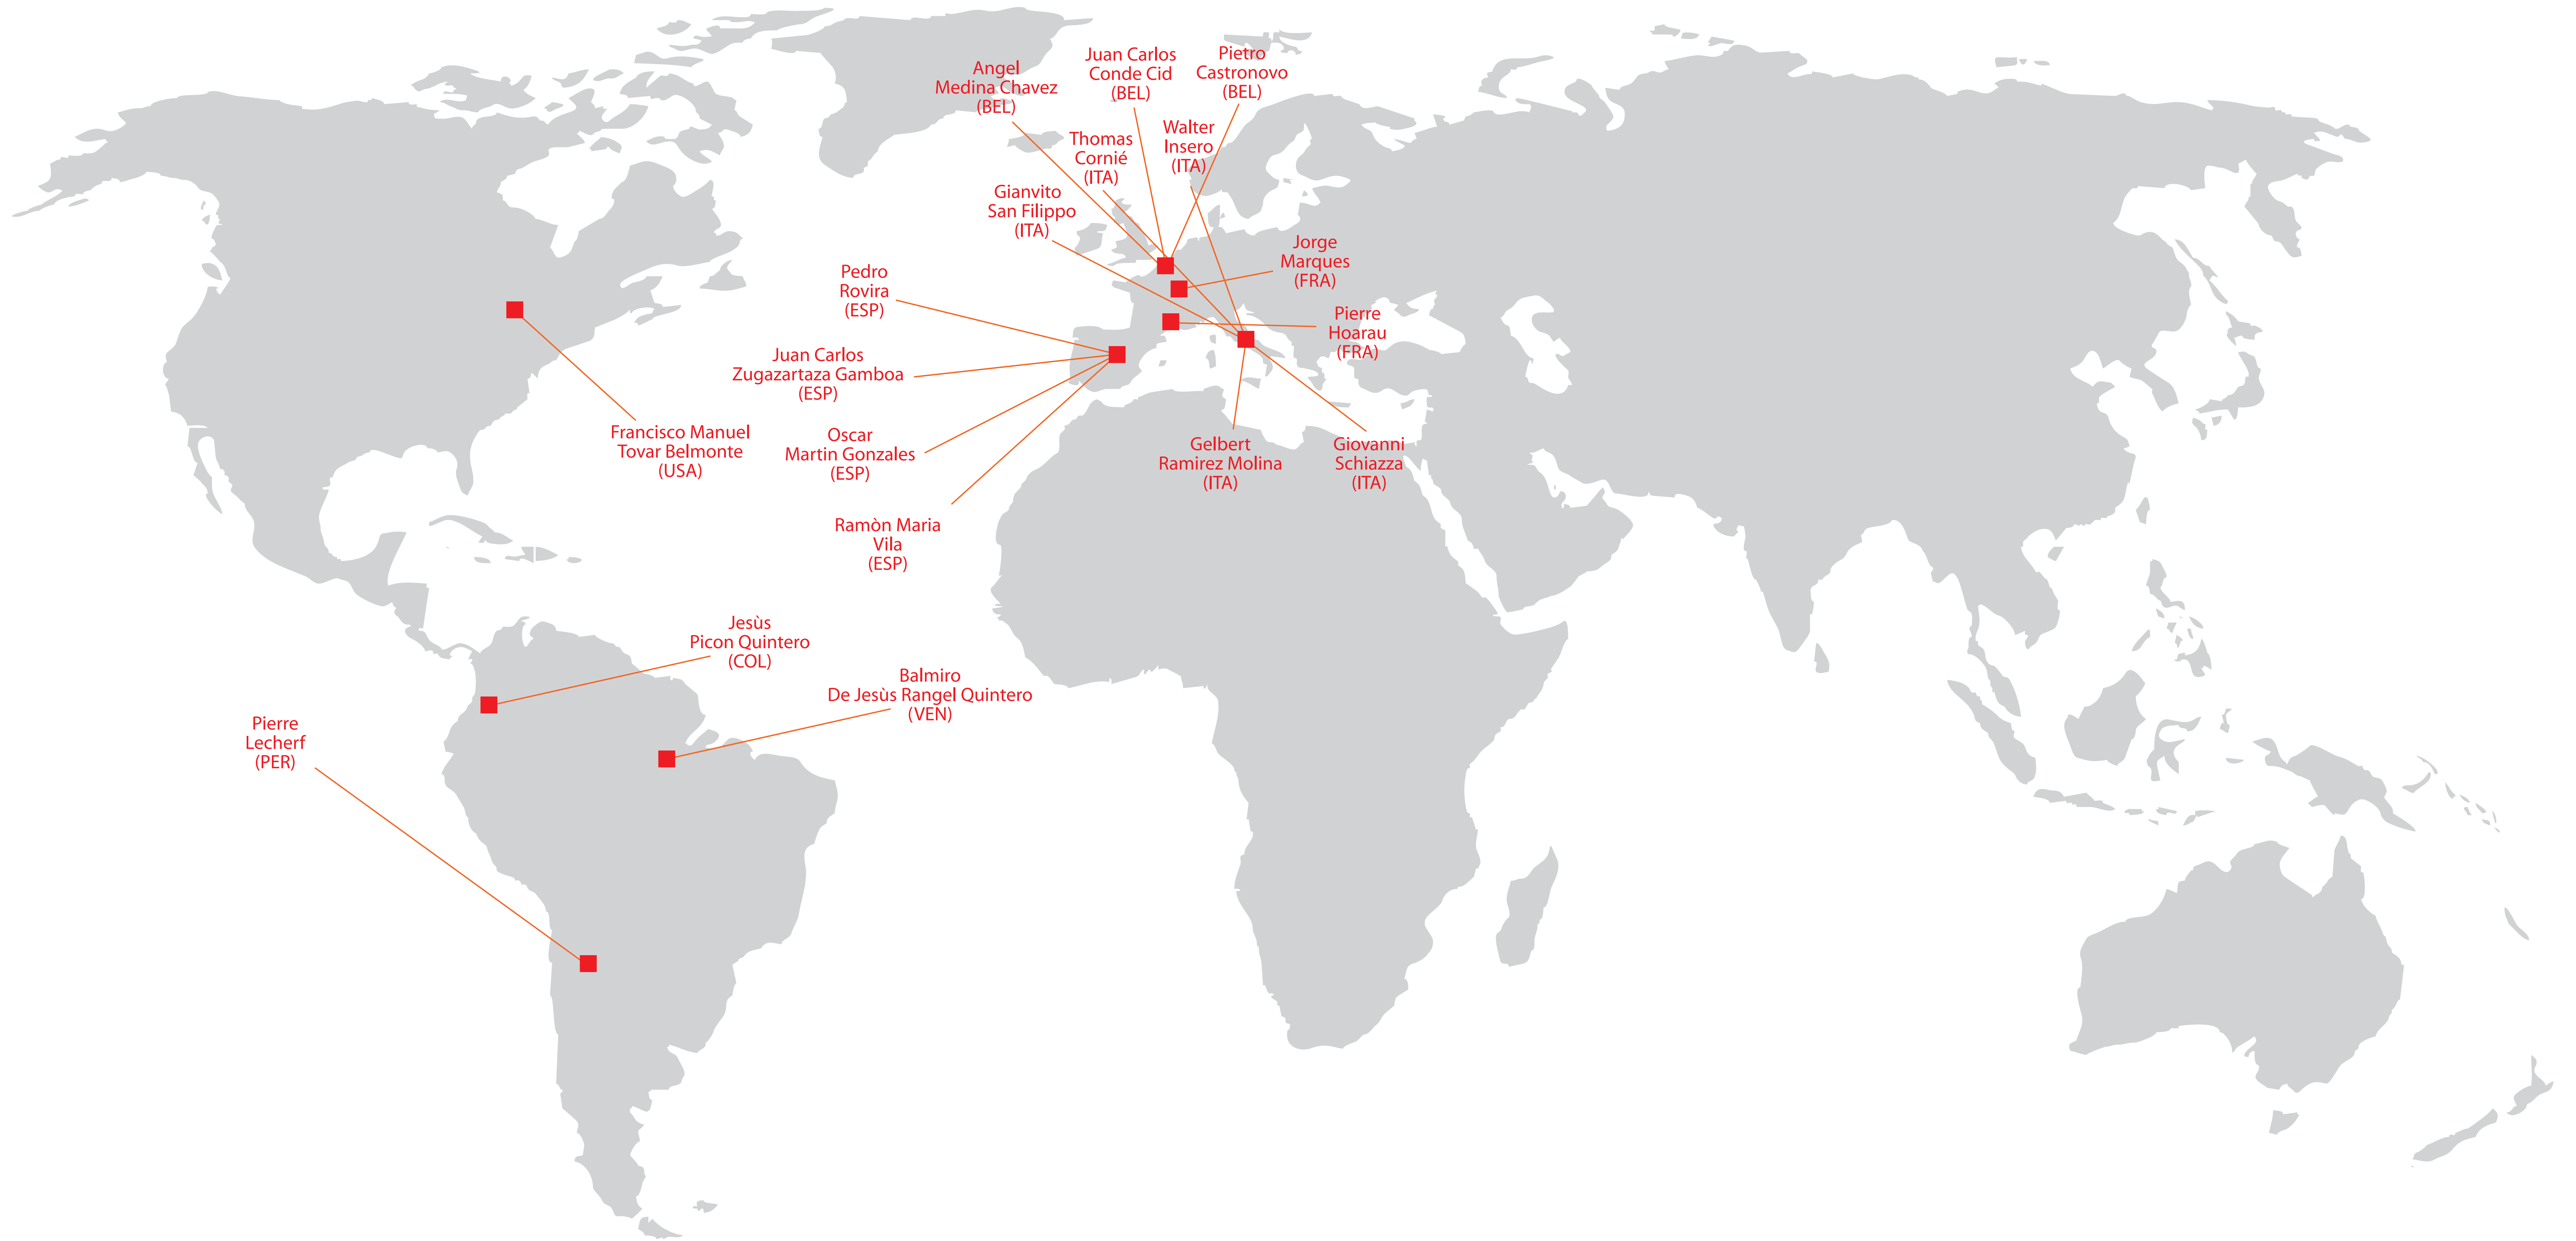 Angel
Medina Chavez
(BEL)
Juan Carlos
Conde Cid
(BEL)
Pietro
Castronovo
(BEL)
Thomas
Cornié
(ITA)
Walter
Insero
(ITA)
Gianvito
San Filippo
(ITA)
Jorge
Marques
(FRA)
Pedro
Rovira
(ESP)
Pierre
Hoarau
(FRA)
Juan Carlos
Zugazartaza Gamboa
(ESP)
Francisco Manuel
Tovar Belmonte
(USA)
Oscar
Martin Gonzales
(ESP)
Gelbert
Ramirez Molina
(ITA)
Giovanni
Schiazza
(ITA)
Ramòn Maria
Vila
(ESP)
Jesùs
Picon Quintero
(COL)
Balmiro
De Jesùs Rangel Quintero
(VEN)
Pierre
Lecherf
(PER)